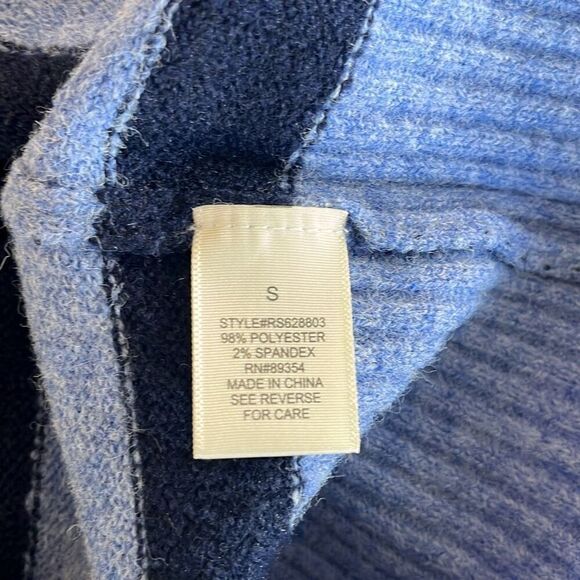 S
STYLE#RS628803
98% POLYESTER
2% SPANDEX
RN#89354
MADE IN CHINA
SEE REVERSE
FOR CARE